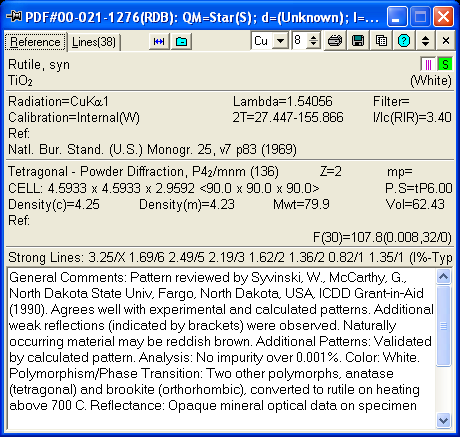 PDF#00-021-1276(RDB): QM=Star(S); d=(Unknown); I=...
Reference Lines(38) Cu 8
Rutile, syn S
TiO2 (White)
Radiation=CuKα1 Lambda=1.54056 Filter=
Calibration=Internal(W) 2T=27.447-155.866 I/Ic(RIR)=3.40
Ref:
Natl. Bur. Stand. (U.S.) Monogr. 25, v7 p83 (1969)
Tetragonal - Powder Diffraction, P42/mnm (136) Z=2 mp=
CELL: 4.5933 x 4.5933 x 2.9592 <90.0 x 90.0 x 90.0> P.S=tP6.00
Density(c)=4.25 Density(m)=4.23 Mwt=79.9 Vol=62.43
Ref:
F(30)=107.8(0.008,32/0)
Strong Lines: 3.25/X 1.69/6 2.49/5 2.19/3 1.62/2 1.36/2 0.82/1 1.35/1 (I%-Typ
General Comments: Pattern reviewed by Syvinski, W., McCarthy, G.,
North Dakota State Univ, Fargo, North Dakota, USA, ICDD Grant-in-Aid
(1990). Agrees well with experimental and calculated patterns. Additional
weak reflections (indicated by brackets) were observed. Naturally
occurring material may be reddish brown. Additional Patterns: Validated
by calculated pattern. Analysis: No impurity over 0.001%. Color: White.
Polymorphism/Phase Transition: Two other polymorphs, anatase
(tetragonal) and brookite (orthorhombic), converted to rutile on heating
above 700 C. Reflectance: Opaque mineral optical data on specimen